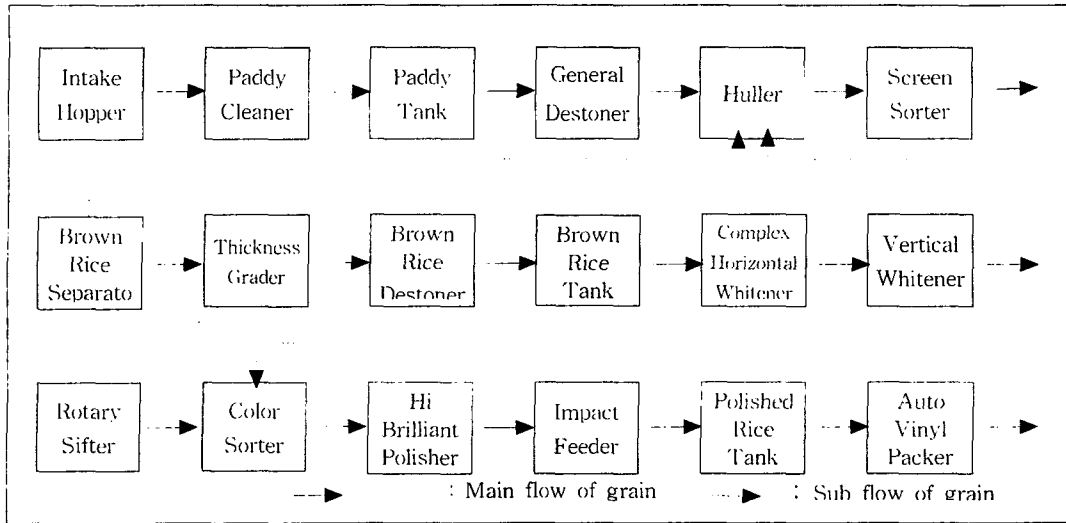 Intake
Hopper
Paddy
Cleaner
Paddy
Tank
General
Destoner
Huller
Screen
Sorter
Brown
Rice
Separato
Thickness
Grader
Brown
Rice
Destoner
Brown
Rice
Tank
Complex
Horizontal
Whitener
Vertical
Whitener
Rotary
Sifter
Color
Sorter
Hi
Brilliant
Polisher
Impact
Feeder
Polished
Rice
Tank
Auto
Vinyl
Packer
: Main flow of grain
: Sub flow of grain